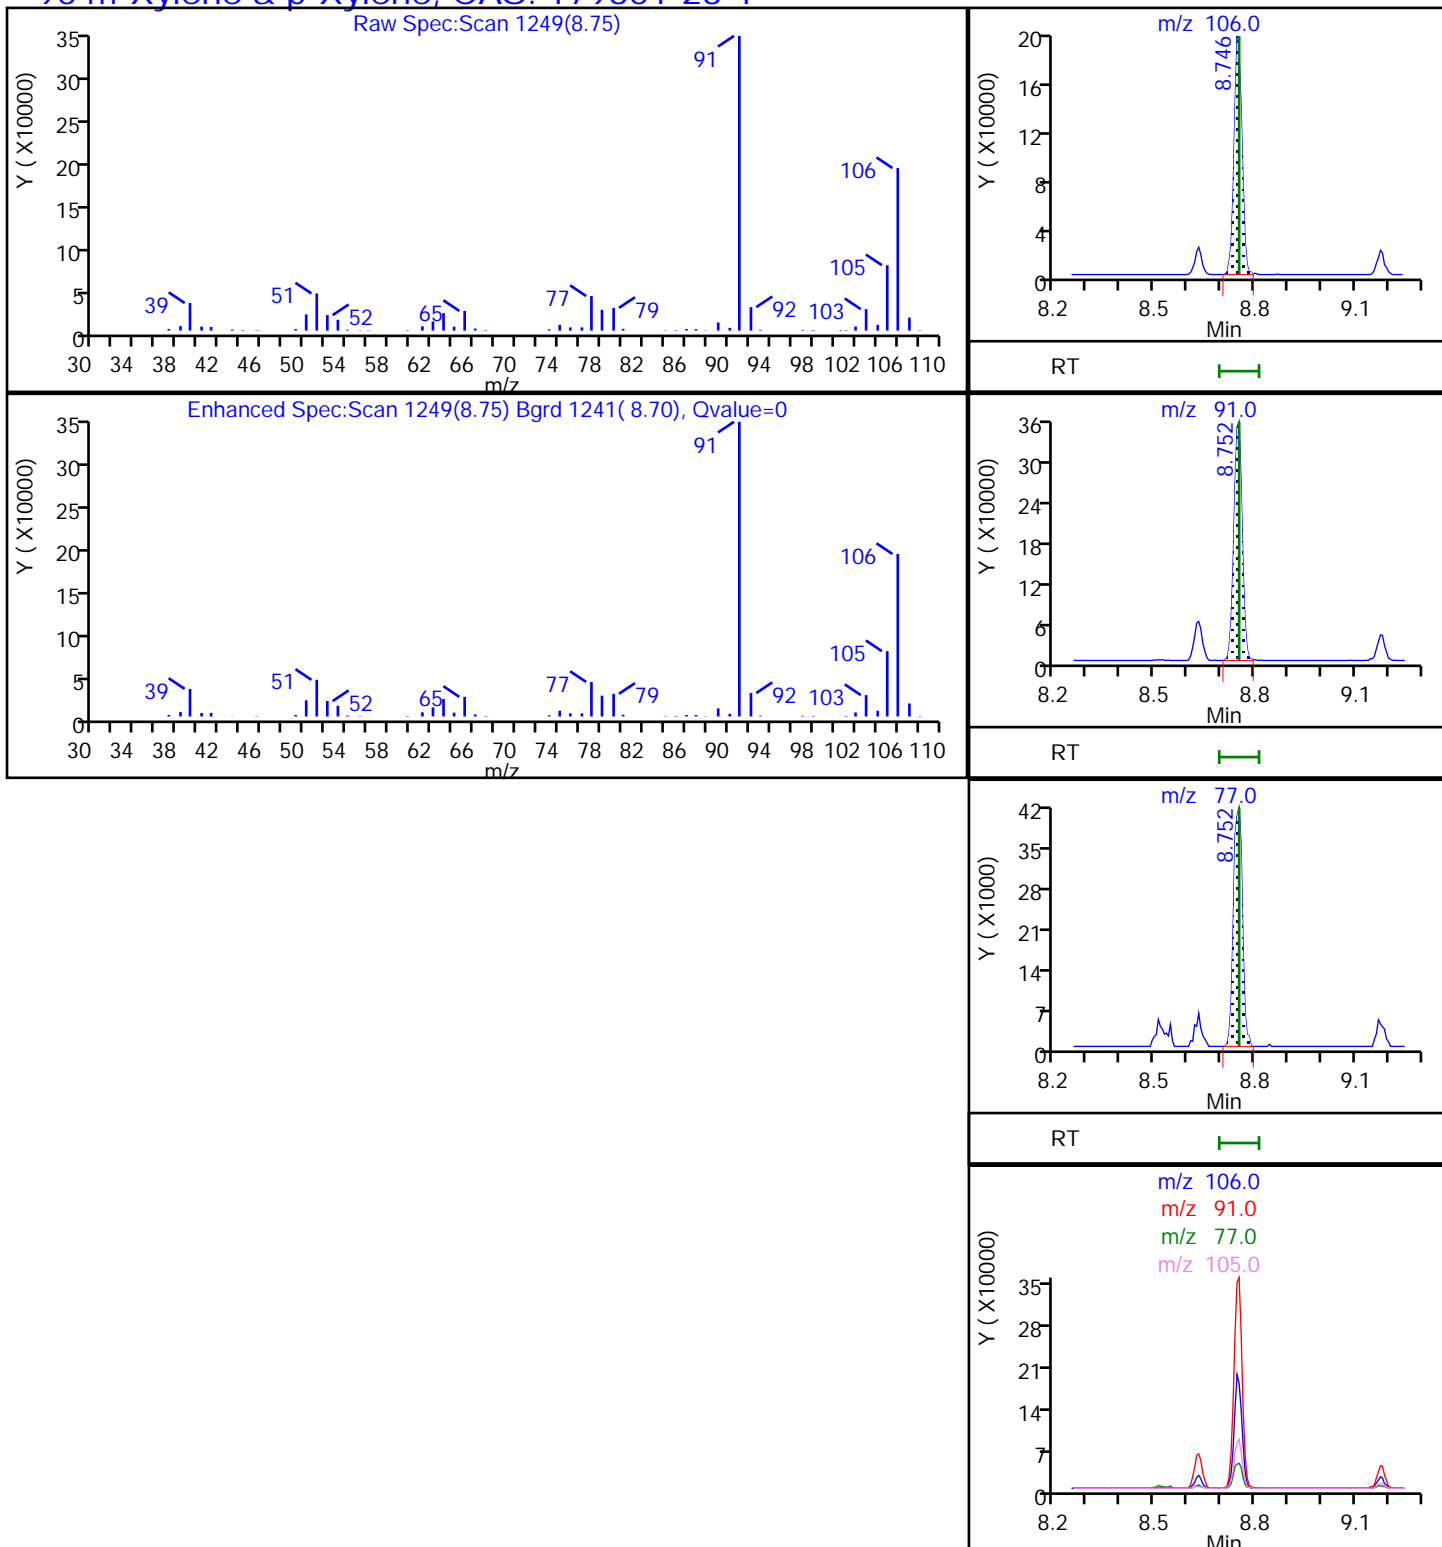 Raw Spec:Scan 1249(8.75)
Y ( X10000)
35
30
25
20
15
10
5
0
91
106
105
39
51
52
65
77
79
92
103
30 34 38 42 46 50 54 58 62 66 70 74 78 82 86 90 94 98 102 106 110
m/z
m/z 106.0
Y ( X10000)
20
16
12
8
4
0
8.746
8.2 8.5 8.8 9.1
Min
RT
Enhanced Spec:Scan 1249(8.75) Bgrd 1241( 8.70), Qvalue=0
Y ( X10000)
35
30
25
20
15
10
5
0
91
106
105
39
51
52
65
77
79
92
103
30 34 38 42 46 50 54 58 62 66 70 74 78 82 86 90 94 98 102 106 110
m/z
m/z 91.0
Y ( X10000)
36
30
24
18
12
6
0
8.752
8.2 8.5 8.8 9.1
Min
RT
m/z 77.0
Y ( X1000)
42
35
28
21
14
7
0
8.752
8.2 8.5 8.8 9.1
Min
RT
m/z 106.0
m/z 91.0
m/z 77.0
m/z 105.0
Y ( X10000)
35
28
21
14
7
0
8.2 8.5 8.8 9.1
Min